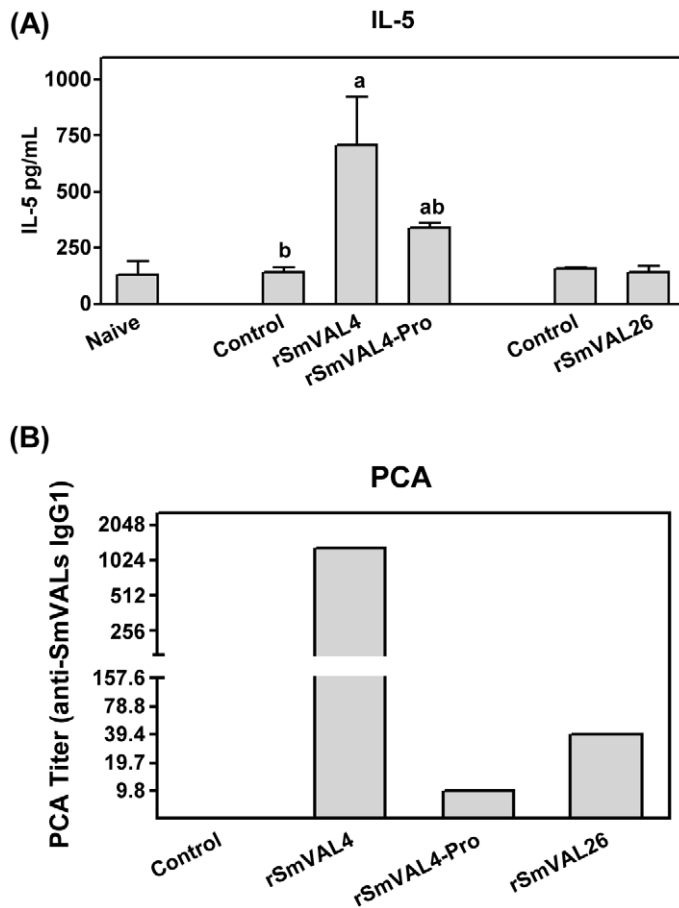 (A)
IL-5
IL-5 pg/mL
1000
750
500
250
0
a
b
ab
Naive
Control
rSmVAL4
rSmVAL4-Pro
Control
rSmVAL26
(B)
PCA
PCA Titer (anti-SmVALs IgG1)
2048
1024
512
256
157.6
78.8
39.4
19.7
9.8
Control
rSmVAL4
rSmVAL4-Pro
rSmVAL26